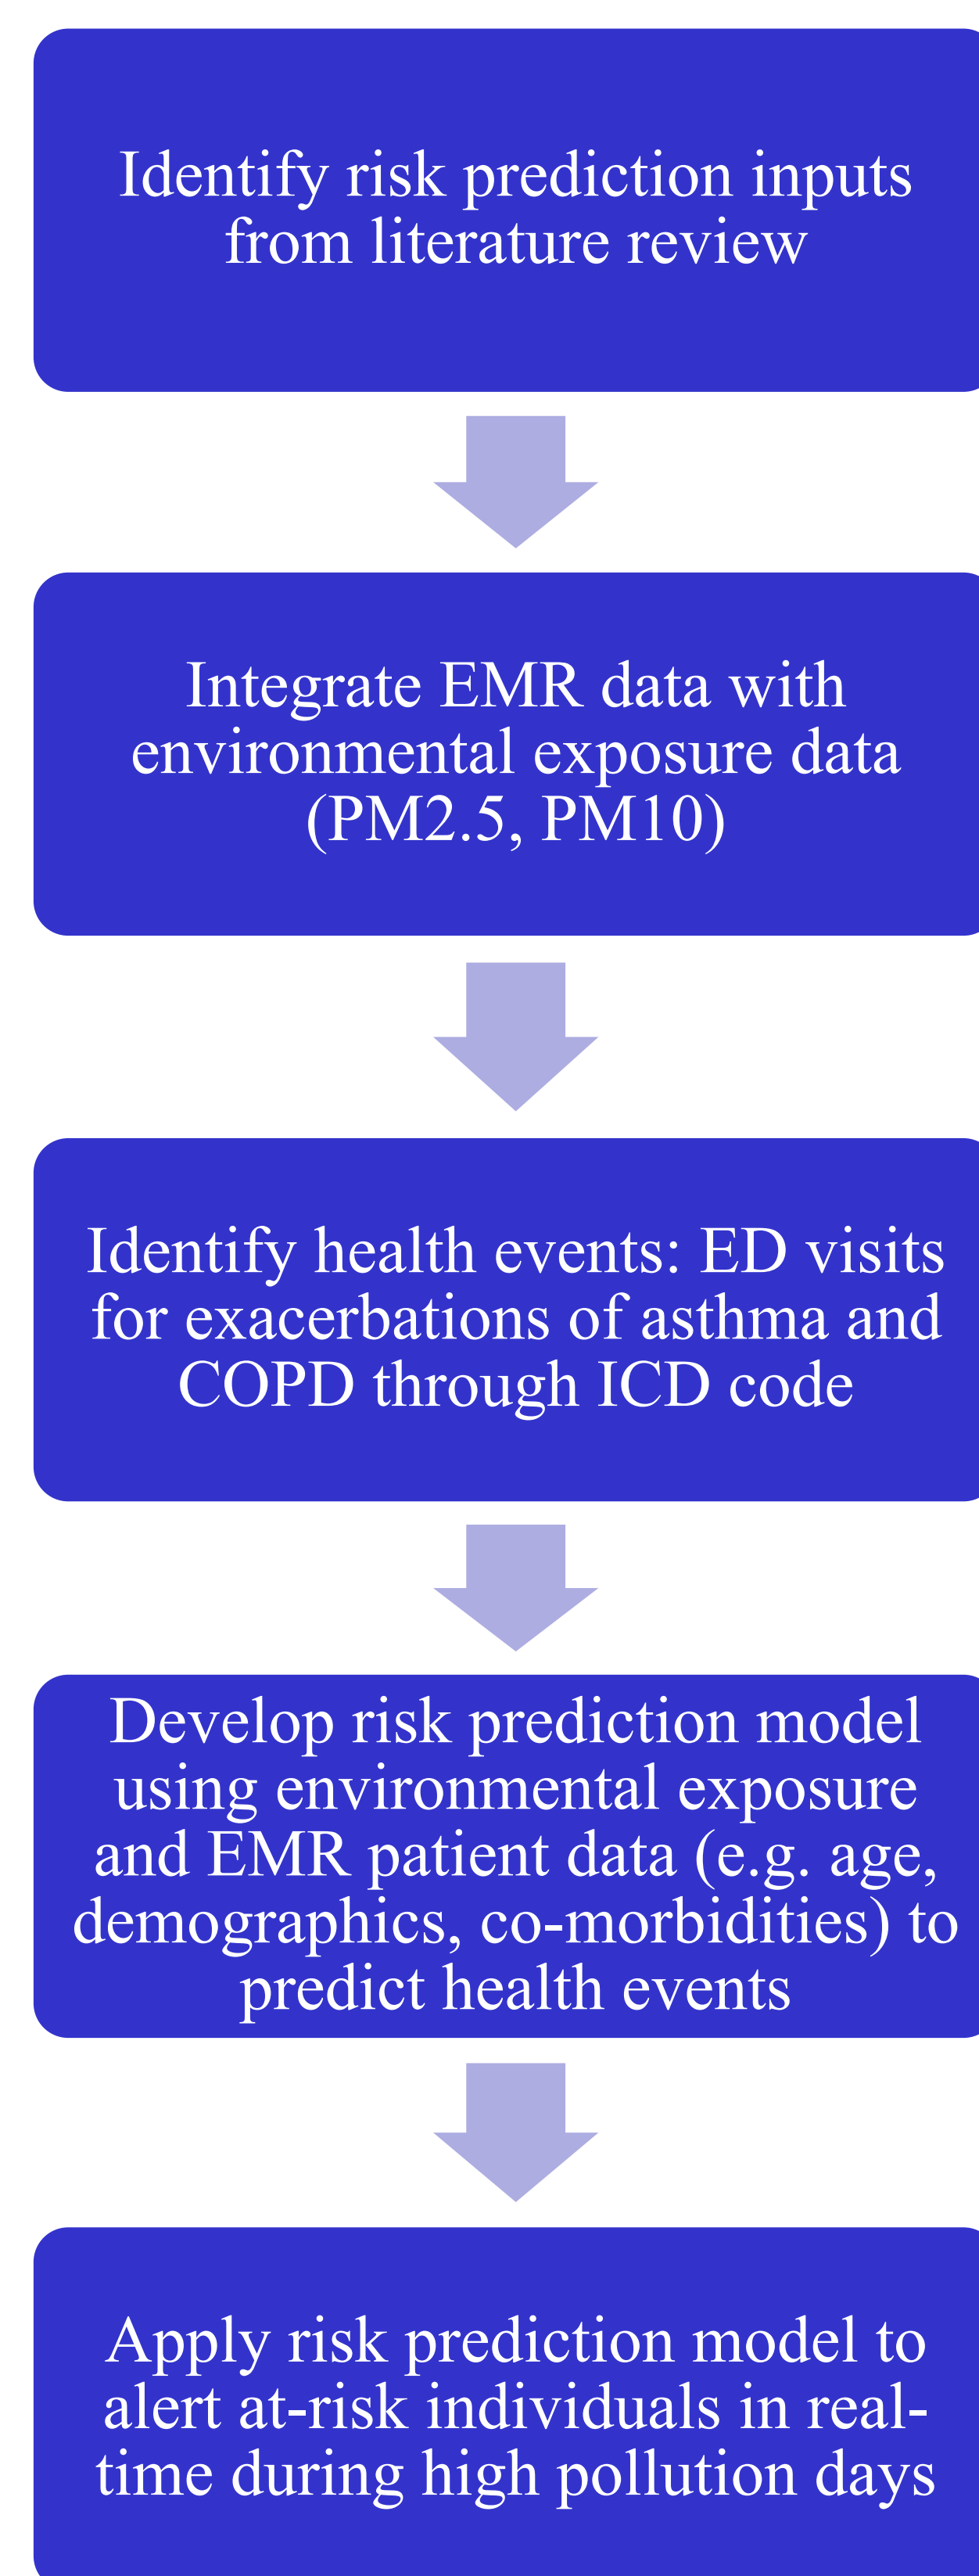 Identify risk prediction inputs
from literature review
Integrate EMR data with
environmental exposure data
(PM2.5, PM10)
Identify health events: ED visits
for exacerbations of asthma and
COPD through ICD code
Develop risk prediction model
using environmental exposure
and EMR patient data (e.g. age,
demographics, co-morbidities) to
predict health events
Apply risk prediction model to
alert at-risk individuals in real-
time during high pollution days